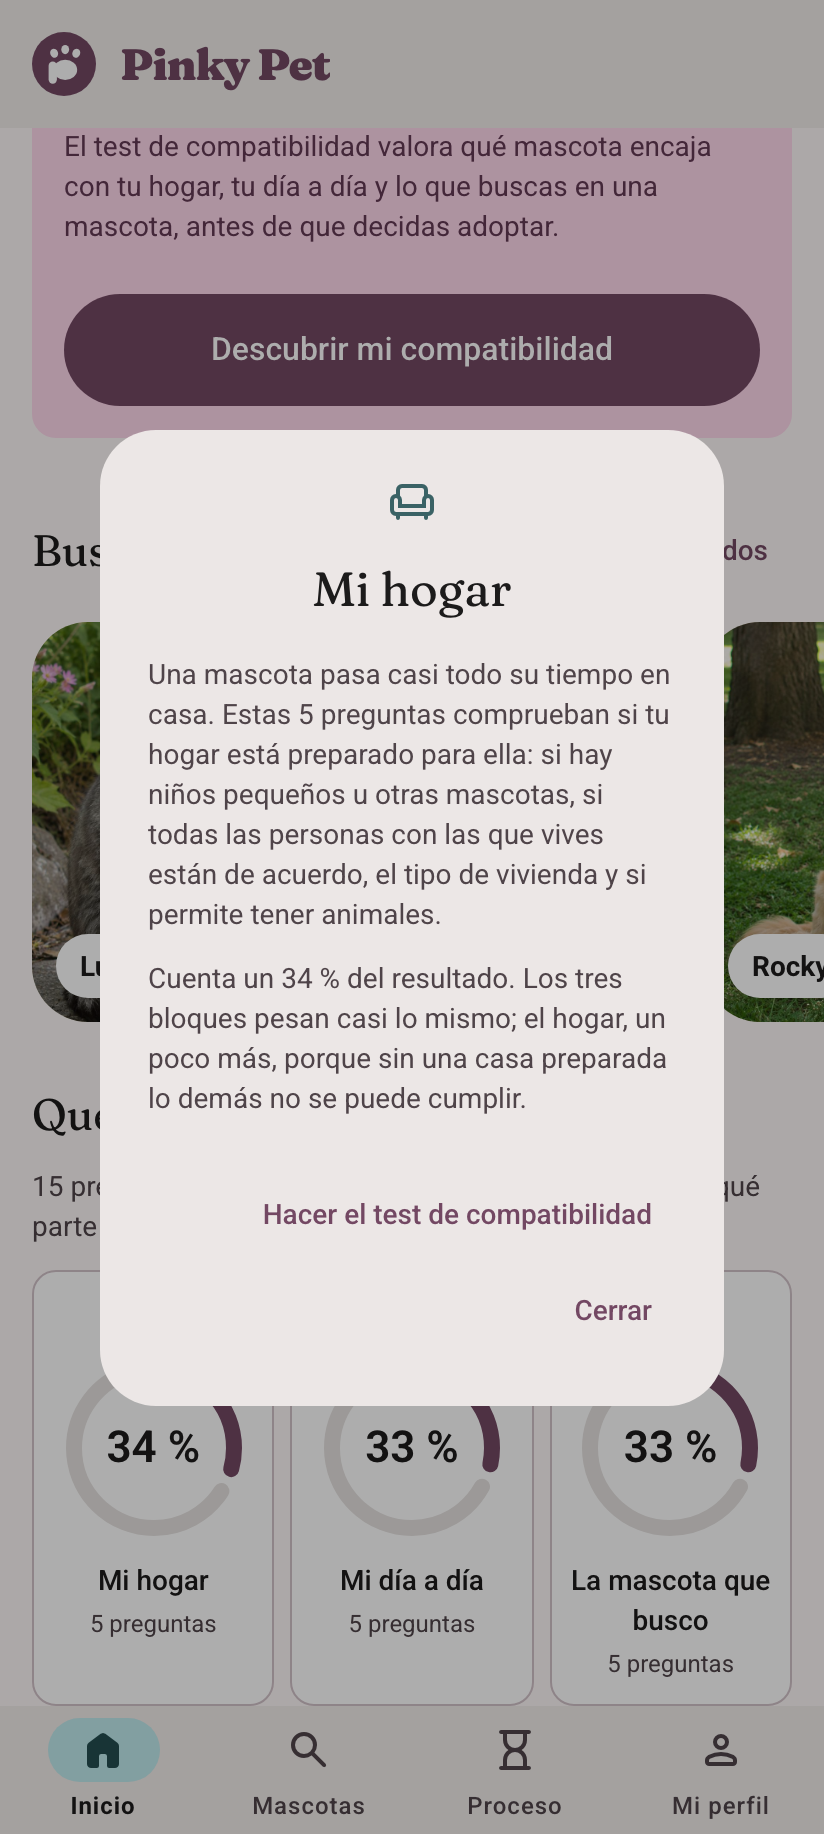 Pinky Pet
El test de compatibilidad valora qué mascota encaja
con tu hogar, tu día a día y lo que buscas en una
mascota, antes de que decidas adoptar.
Descubrir mi compatibilidad
Mi hogar
Una mascota pasa casi todo su tiempo en
casa. Estas 5 preguntas comprueban si tu
hogar está preparado para ella: si hay
niños pequeños u otras mascotas, si
todas las personas con las que vives
están de acuerdo, el tipo de vivienda y si
permite tener animales.
Cuenta un 34 % del resultado. Los tres
bloques pesan casi lo mismo; el hogar, un
poco más, porque sin una casa preparada
lo demás no se puede cumplir.
Hacer el test de compatibilidad
Cerrar
Rocky
15
qué
parte
34 %
33 %
33 %
Mi hogar
5 preguntas
Mi día a día
5 preguntas
La mascota que
busco
5 preguntas
Inicio
Mascotas
Proceso
Mi perfil